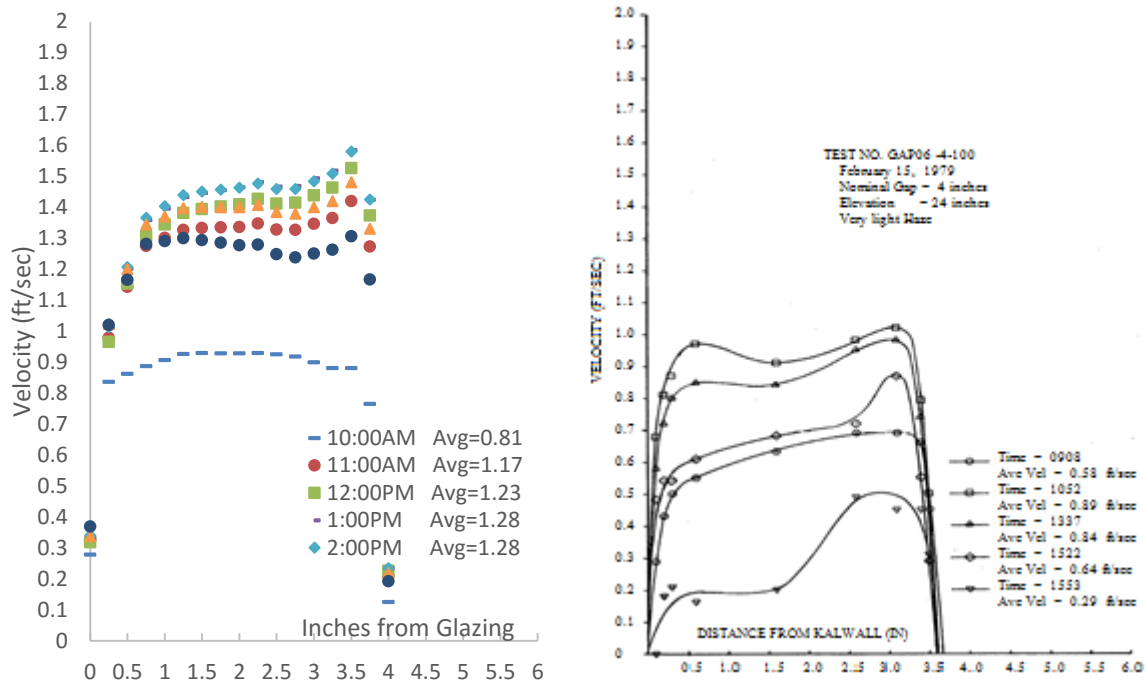 2
1.9
1.8
1.7
1.6
1.5
1.4
1.3
1.2
1.1
1
0.9
0.8
0.7
0.6
0.5
0.4
0.3
0.2
0.1
0
Velocity (ft/sec)
10:00AM Avg=0.81
11:00AM Avg=1.17
12:00PM Avg=1.23
1:00PM Avg=1.28
2:00PM Avg=1.28
Inches from Glazing
0 0.5 1 1.5 2 2.5 3 3.5 4 4.5 5 5.5 6
2.0
1.9
1.8
1.7
1.6
1.5
1.4
1.3
1.2
1.1
1.0
0.9
0.8
0.7
0.6
0.5
0.4
0.3
0.2
0.1
0
VELOCITY (FT/SEC)
TEST NO. GAP06 -4-100
February 15, 1979
Nominal Gap - 4 inches
Elevation - 24 inches
Very light Haze
Time - 0908
Ave Vel - 0.58 ft/sec
Time - 1052
Ave Vel - 0.89 ft/sec
Time - 1337
Ave Vel - 0.84 ft/sec
Time - 1522
Ave Vel - 0.64 ft/sec
Time - 1553
Ave Vel - 0.29 ft/sec
DISTANCE FROM KALWALL (IN)
0.5 1.0 1.5 2.0 2.5 3.0 3.5 4.0 4.5 5.0 5.5 6.0